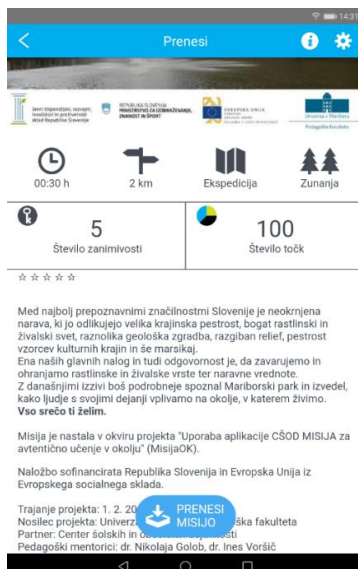 14:31
Prenesi
Javni štipendijski, razvojni,
invalidski in preživninski
sklad Republike Slovenije
REPUBLIKA SLOVENIJA
MINISTRSTVO ZA IZOBRAŽEVANJE,
ZNANOST IN ŠPORT
EVROPSKA UNIJA
Univerza v Mariboru
Pedagoška fakulteta
00:30 h
2 km
Ekspedicija
Zunanja
5
Število zanimivosti
100
Število točk
Med najbolj prepoznavnimi značilnostmi Slovenije je neokrnjena
narava, ki jo odlikujejo velika krajinska pestrost, bogat rastlinski in
živalski svet, raznolika geološka zgradba, razgiban relief, pestrost
vzorcev kulturnih krajin in še marsikaj.
Ena naših glavnih nalog in tudi odgovornost je, da zavarujemo in
ohranjamo rastlinske in živalske vrste ter naravne vrednote.
Z današnjimi izzivi boš podrobneje spoznal Mariborski park in izvedel,
kako ljudje s svojimi dejanji vplivamo na okolje, v katerem živimo.
Vso srečo ti želim.
Misija je nastala v okviru projekta "Uporaba aplikacije CŠOD MISIJA za
avtentično učenje v okolju" (MisijaOK).
Naložbo sofinancirata Republika Slovenija in Evropska Unija iz
Evropskega socialnega sklada.
Trajanje projekta: 1. 2. 20
Nosilec projekta: Univerz ška fakulteta
Partner: Center šolskih in
PRENESI
MISIJO
Pedagoški mentorici: dr. Nikolaja Golob, dr. Ines Voršič